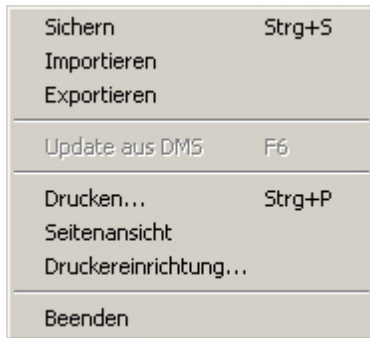 Sichern Strg+S
Importieren
Exportieren
Update aus DMS F6
Drucken... Strg+P
Seitenansicht
Druckereinrichtung...
Beenden